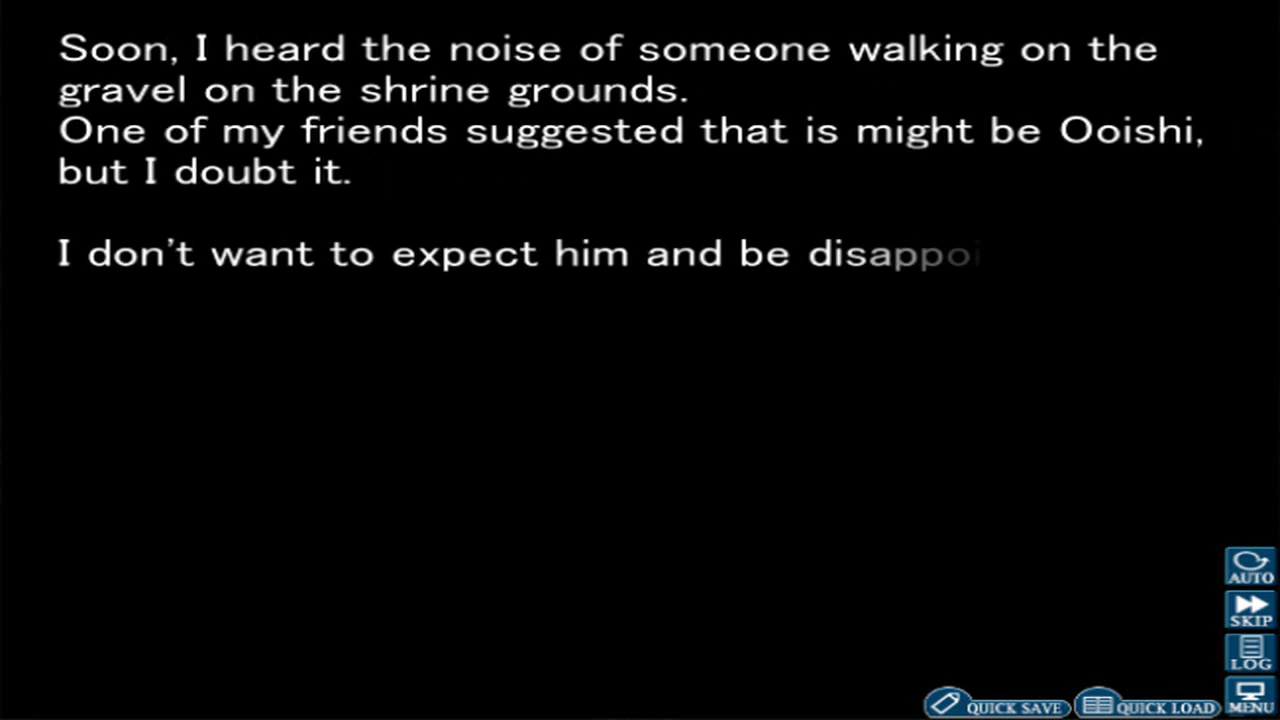 Soon, I heard the noise of someone walking on the
gravel on the shrine grounds.
One of my friends suggested that is might be Ooishi,
but I doubt it.
I don't want to expect him and be disappoi
AUTO
SKIP
LOG
QUICK SAVE
QUICK LOAD
MENU